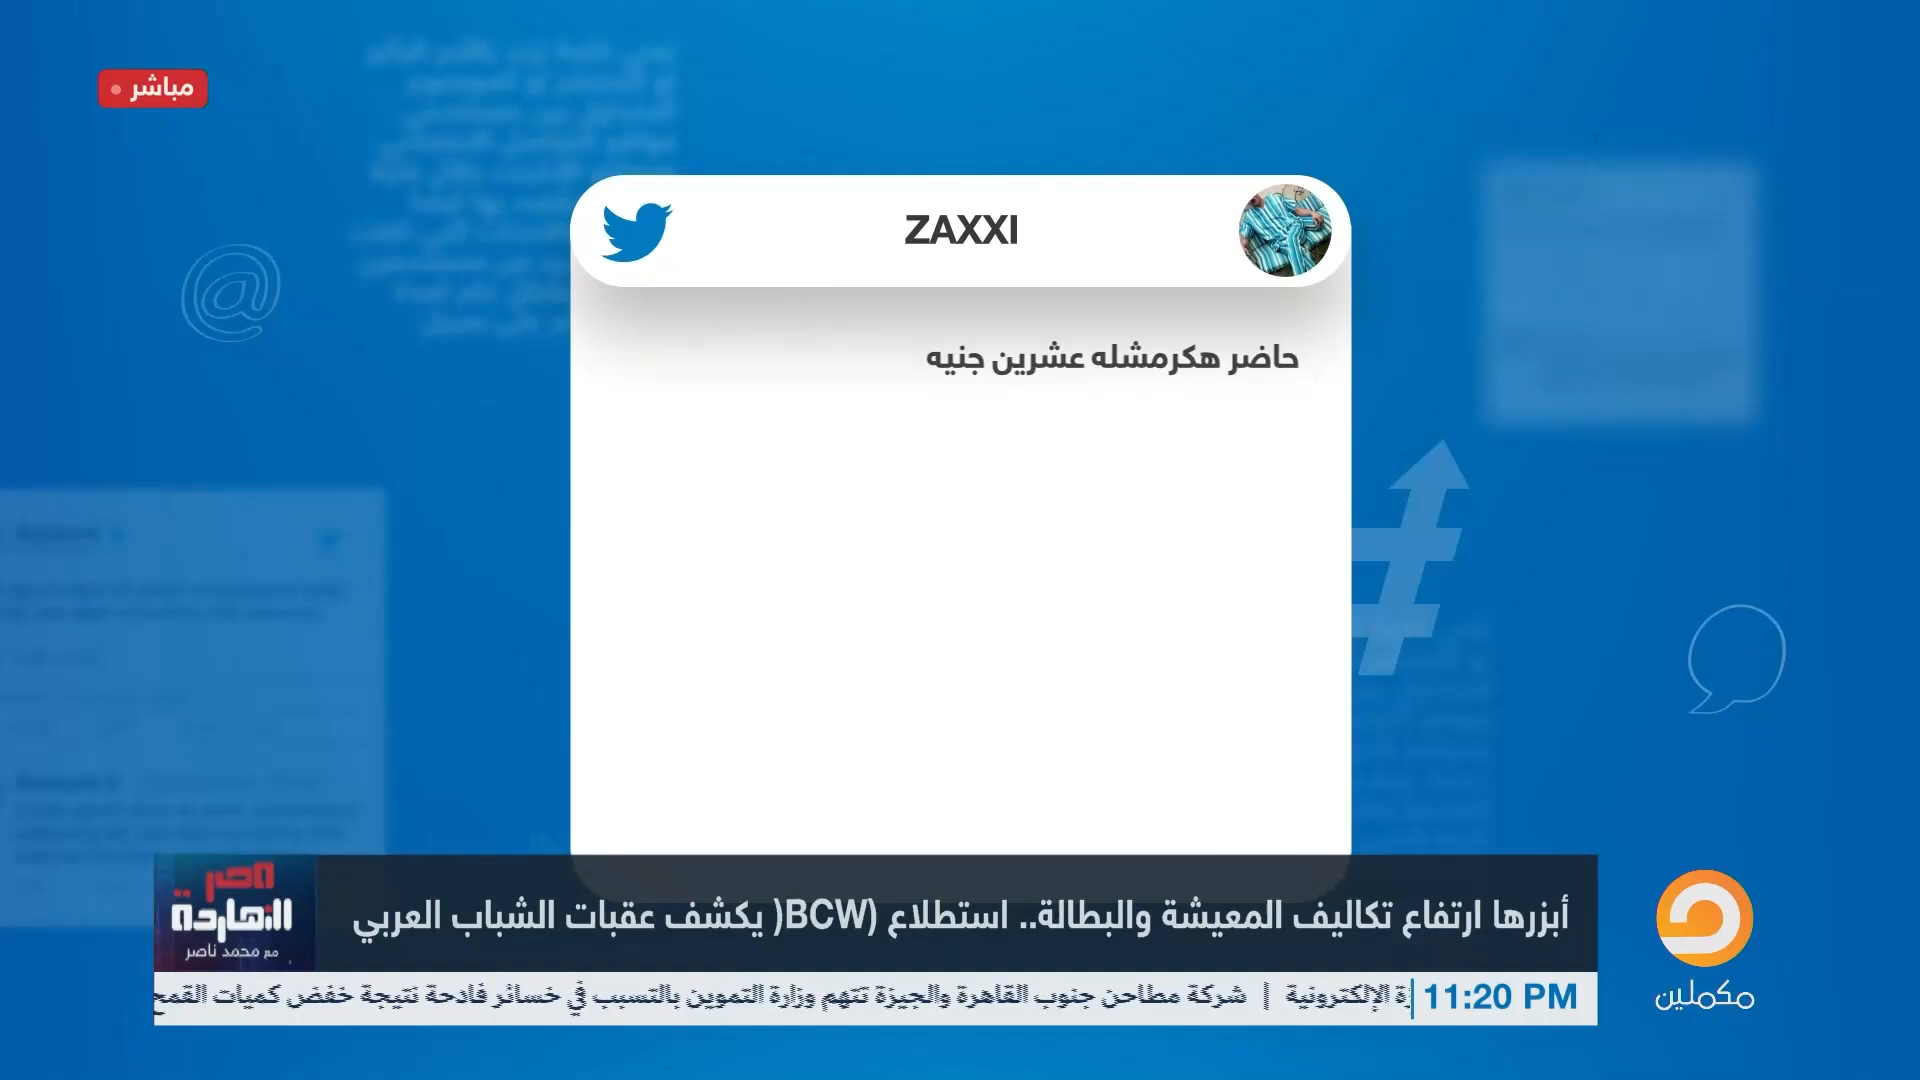 مباشر
ZAXXI
حاضر هكرمشله عشرين جنيه
مصر النهاردة
مع محمد ناصر
أبزرها ارتفاع تكاليف المعيشة والبطالة.. استطلاع (BCW( يكشف عقبات الشباب العربي
11:20 PM
الإلكترونية | شركة مطاحن جنوب القاهرة والجيزة تتهم وزارة التموين بالتسبب في خسائر فادحة نتيجة خفض كميات القمح
مكملين